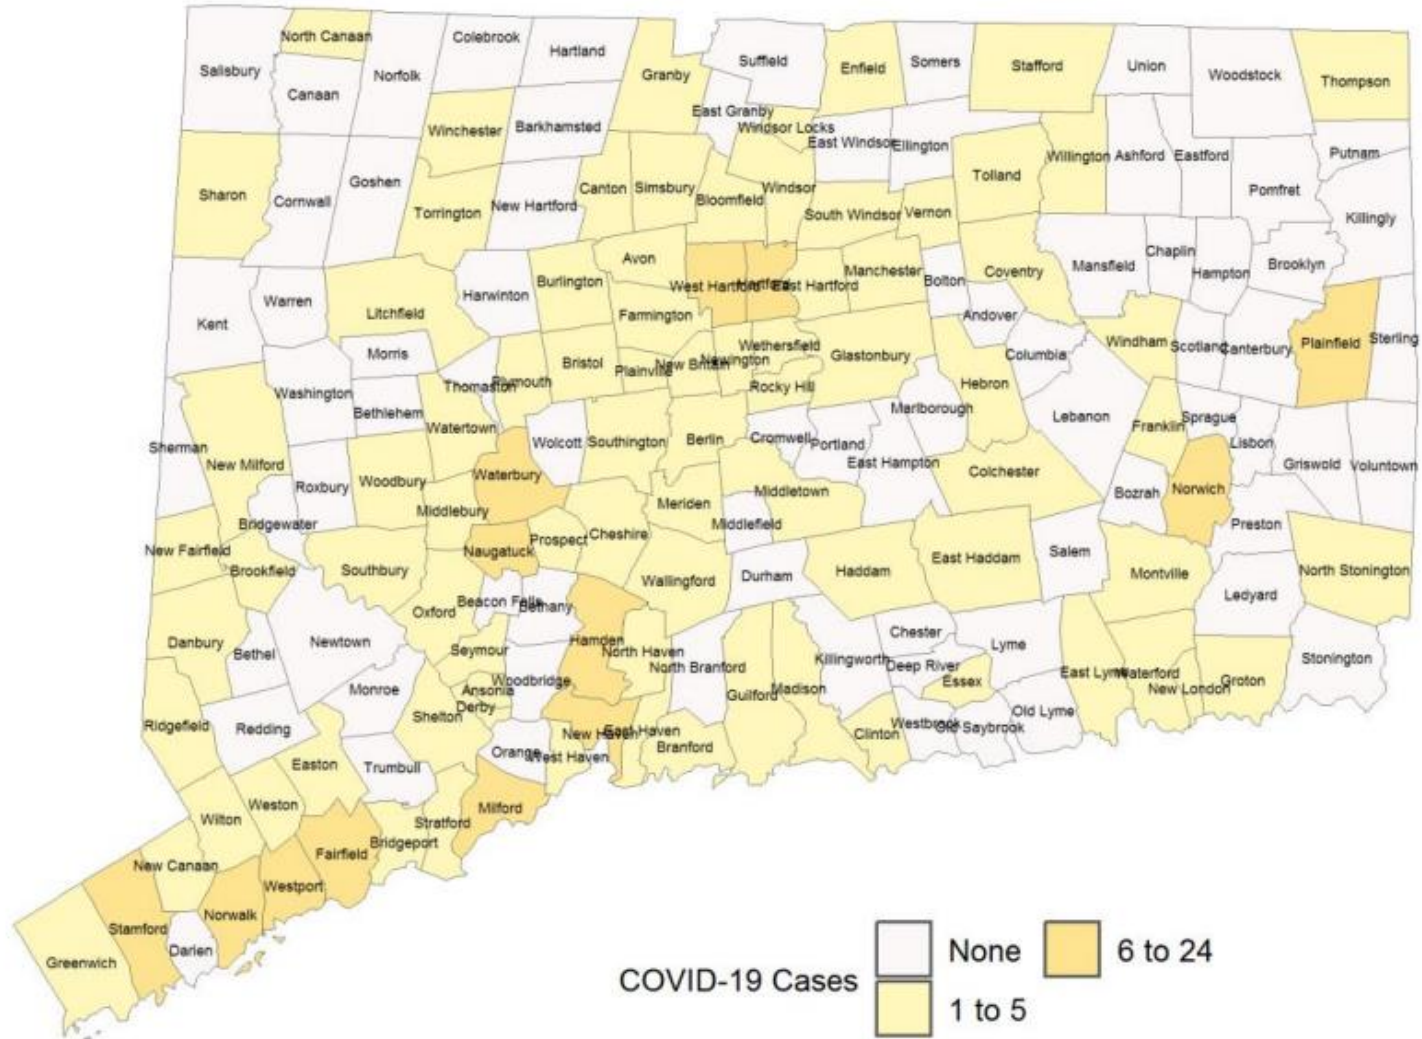 North Canaan
Colebrook
Hartland
Salisbury
Norfolk
Canaan
Granby
Suffield
Enfield
Somers
Stafford
Union
Woodstock
Thompson
East Granby
Windsor Locks
Winchester
Barkhamsted
East Windsor
Ellington
Willington
Ashford
Eastford
Putnam
Sharon
Cornwall
Goshen
Torrington
New Hartford
Canton
Simsbury
Bloomfield
Windsor
South Windsor
Vernon
Tolland
Pomfret
Killingly
Avon
Burlington
West Hartford
Hartford
East Hartford
Manchester
Bolton
Coventry
Mansfield
Chaplin
Hampton
Brooklyn
Kent
Warren
Litchfield
Harwinton
Farmington
Andover
Morris
Washington
Bethlehem
Thomaston
Plymouth
Bristol
Plainville
New Britain
Newington
Wethersfield
Rocky Hill
Glastonbury
Hebron
Columbia
Windham
Scotland
Canterbury
Plainfield
Sterling
Marlborough
Lebanon
Franklin
Sprague
Lisbon
Griswold
Voluntown
Sherman
New Milford
Roxbury
Woodbury
Watertown
Waterbury
Wolcott
Southington
Berlin
Cromwell
Portland
East Hampton
Colchester
Bozrah
Norwich
Preston
Bridgewater
Middlebury
Naugatuck
Prospect
Cheshire
Meriden
Middletown
Middlefield
New Fairfield
Brookfield
Southbury
Oxford
Beacon Falls
Bethany
Wallingford
Durham
Haddam
East Haddam
Salem
Montville
Ledyard
North Stonington
Danbury
Bethel
Newtown
Seymour
Hamden
North Haven
North Branford
Guilford
Madison
Killingworth
Chester
Deep River
Essex
Lyme
East Lyme
Waterford
New London
Groton
Stonington
Ridgefield
Redding
Monroe
Ansonia
Derby
Woodbridge
Shelton
New Haven
East Haven
West Haven
Branford
Clinton
Westbrook
Old Saybrook
Old Lyme
Easton
Trumbull
Orange
Weston
Wilton
Stratford
Milford
Bridgeport
Fairfield
New Canaan
Westport
Norwalk
Stamford
Darien
Greenwich
COVID-19 Cases
None
1 to 5
6 to 24